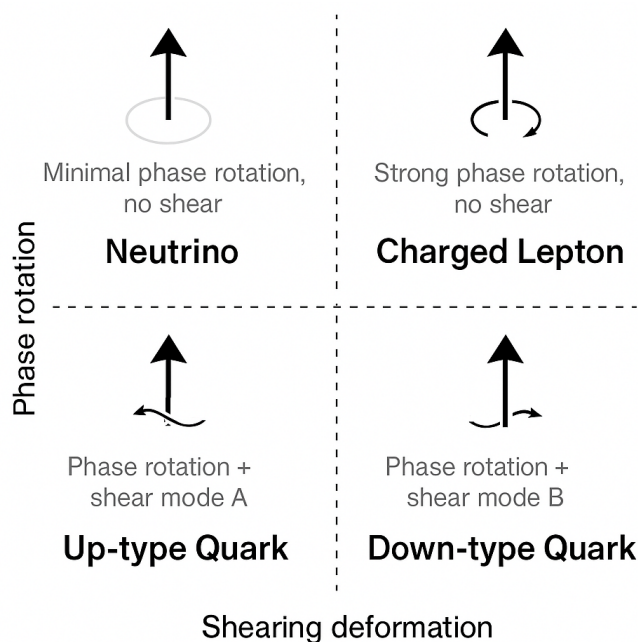 Minimal phase rotation,
no shear
Neutrino
Strong phase rotation,
no shear
Charged Lepton
Phase rotation
Phase rotation +
shear mode A
Up-type Quark
Phase rotation +
shear mode B
Down-type Quark
Shearing deformation